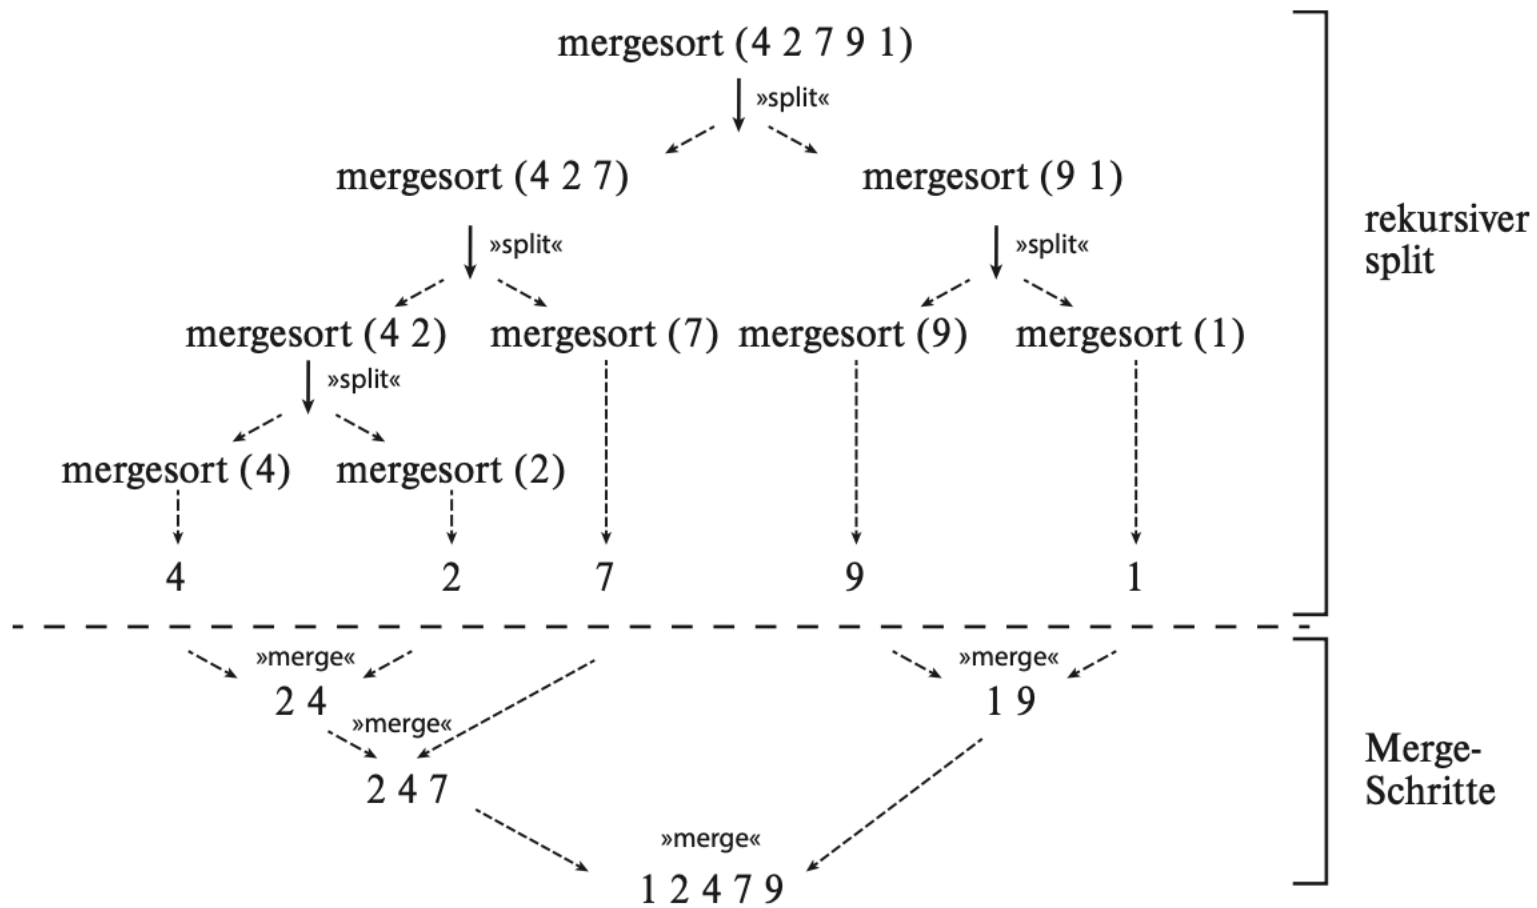 mergesort (4 2 7 9 1)
»split«
mergesort (4 2 7)
mergesort (9 1)
»split«
»split«
mergesort (4 2)
mergesort (7)
mergesort (9)
mergesort (1)
»split«
mergesort (4)
mergesort (2)
4
2
7
9
1
rekursiver
split
»merge«
»merge«
2 4
1 9
»merge«
2 4 7
»merge«
1 2 4 7 9
Merge-
Schritte